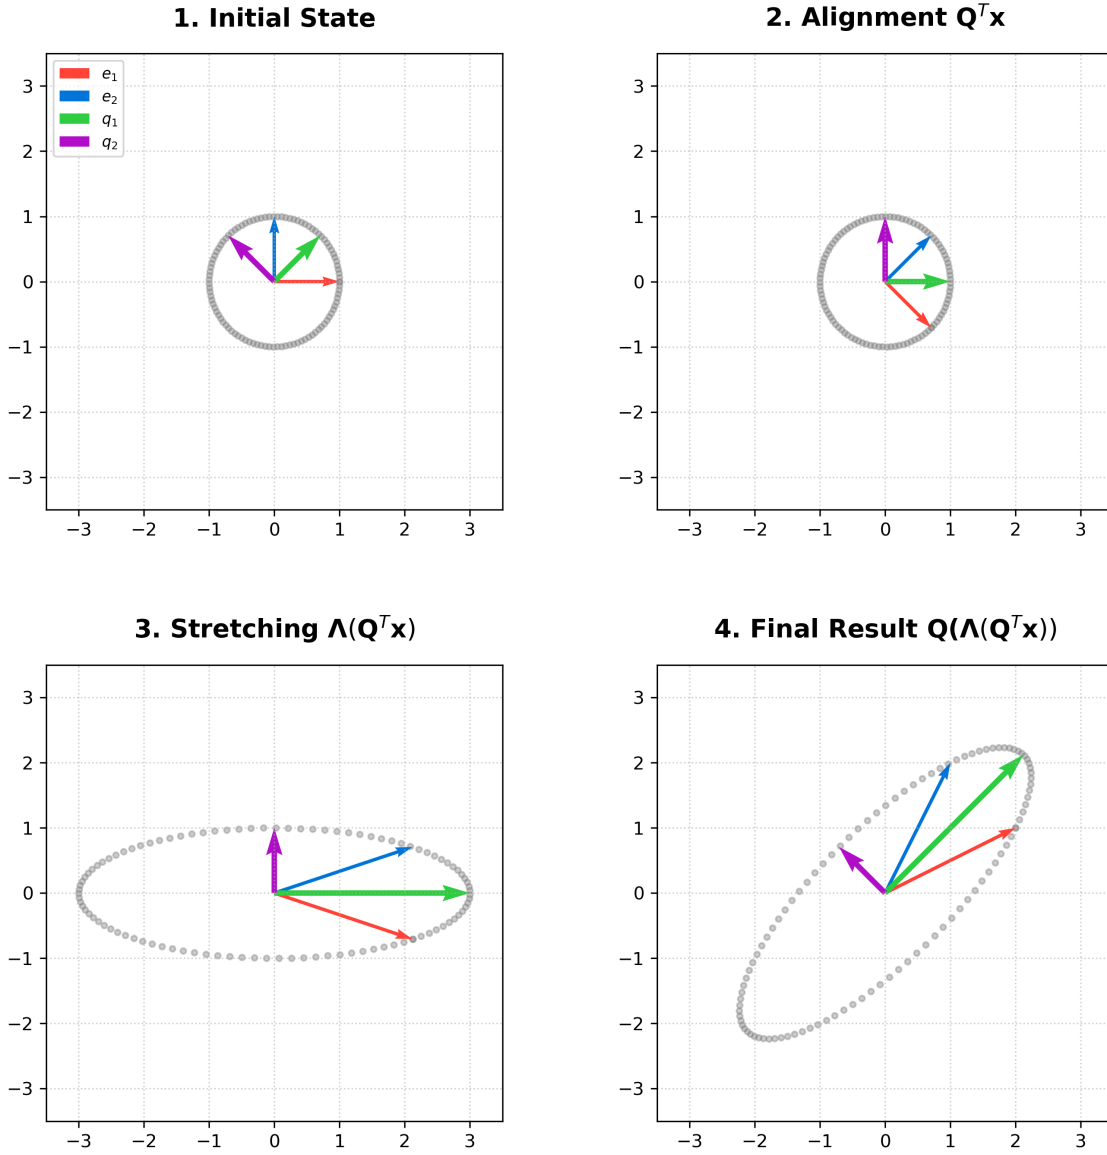 1. Initial State
3
2
1
0
−1
−2
−3
−3 −2 −1 0 1 2 3
e₁
e₂
q₁
q₂
2. Alignment Qᵀx
3
2
1
0
−1
−2
−3
−3 −2 −1 0 1 2 3
3. Stretching Λ(Qᵀx)
3
2
1
0
−1
−2
−3
−3 −2 −1 0 1 2 3
4. Final Result Q(Λ(Qᵀx))
3
2
1
0
−1
−2
−3
−3 −2 −1 0 1 2 3